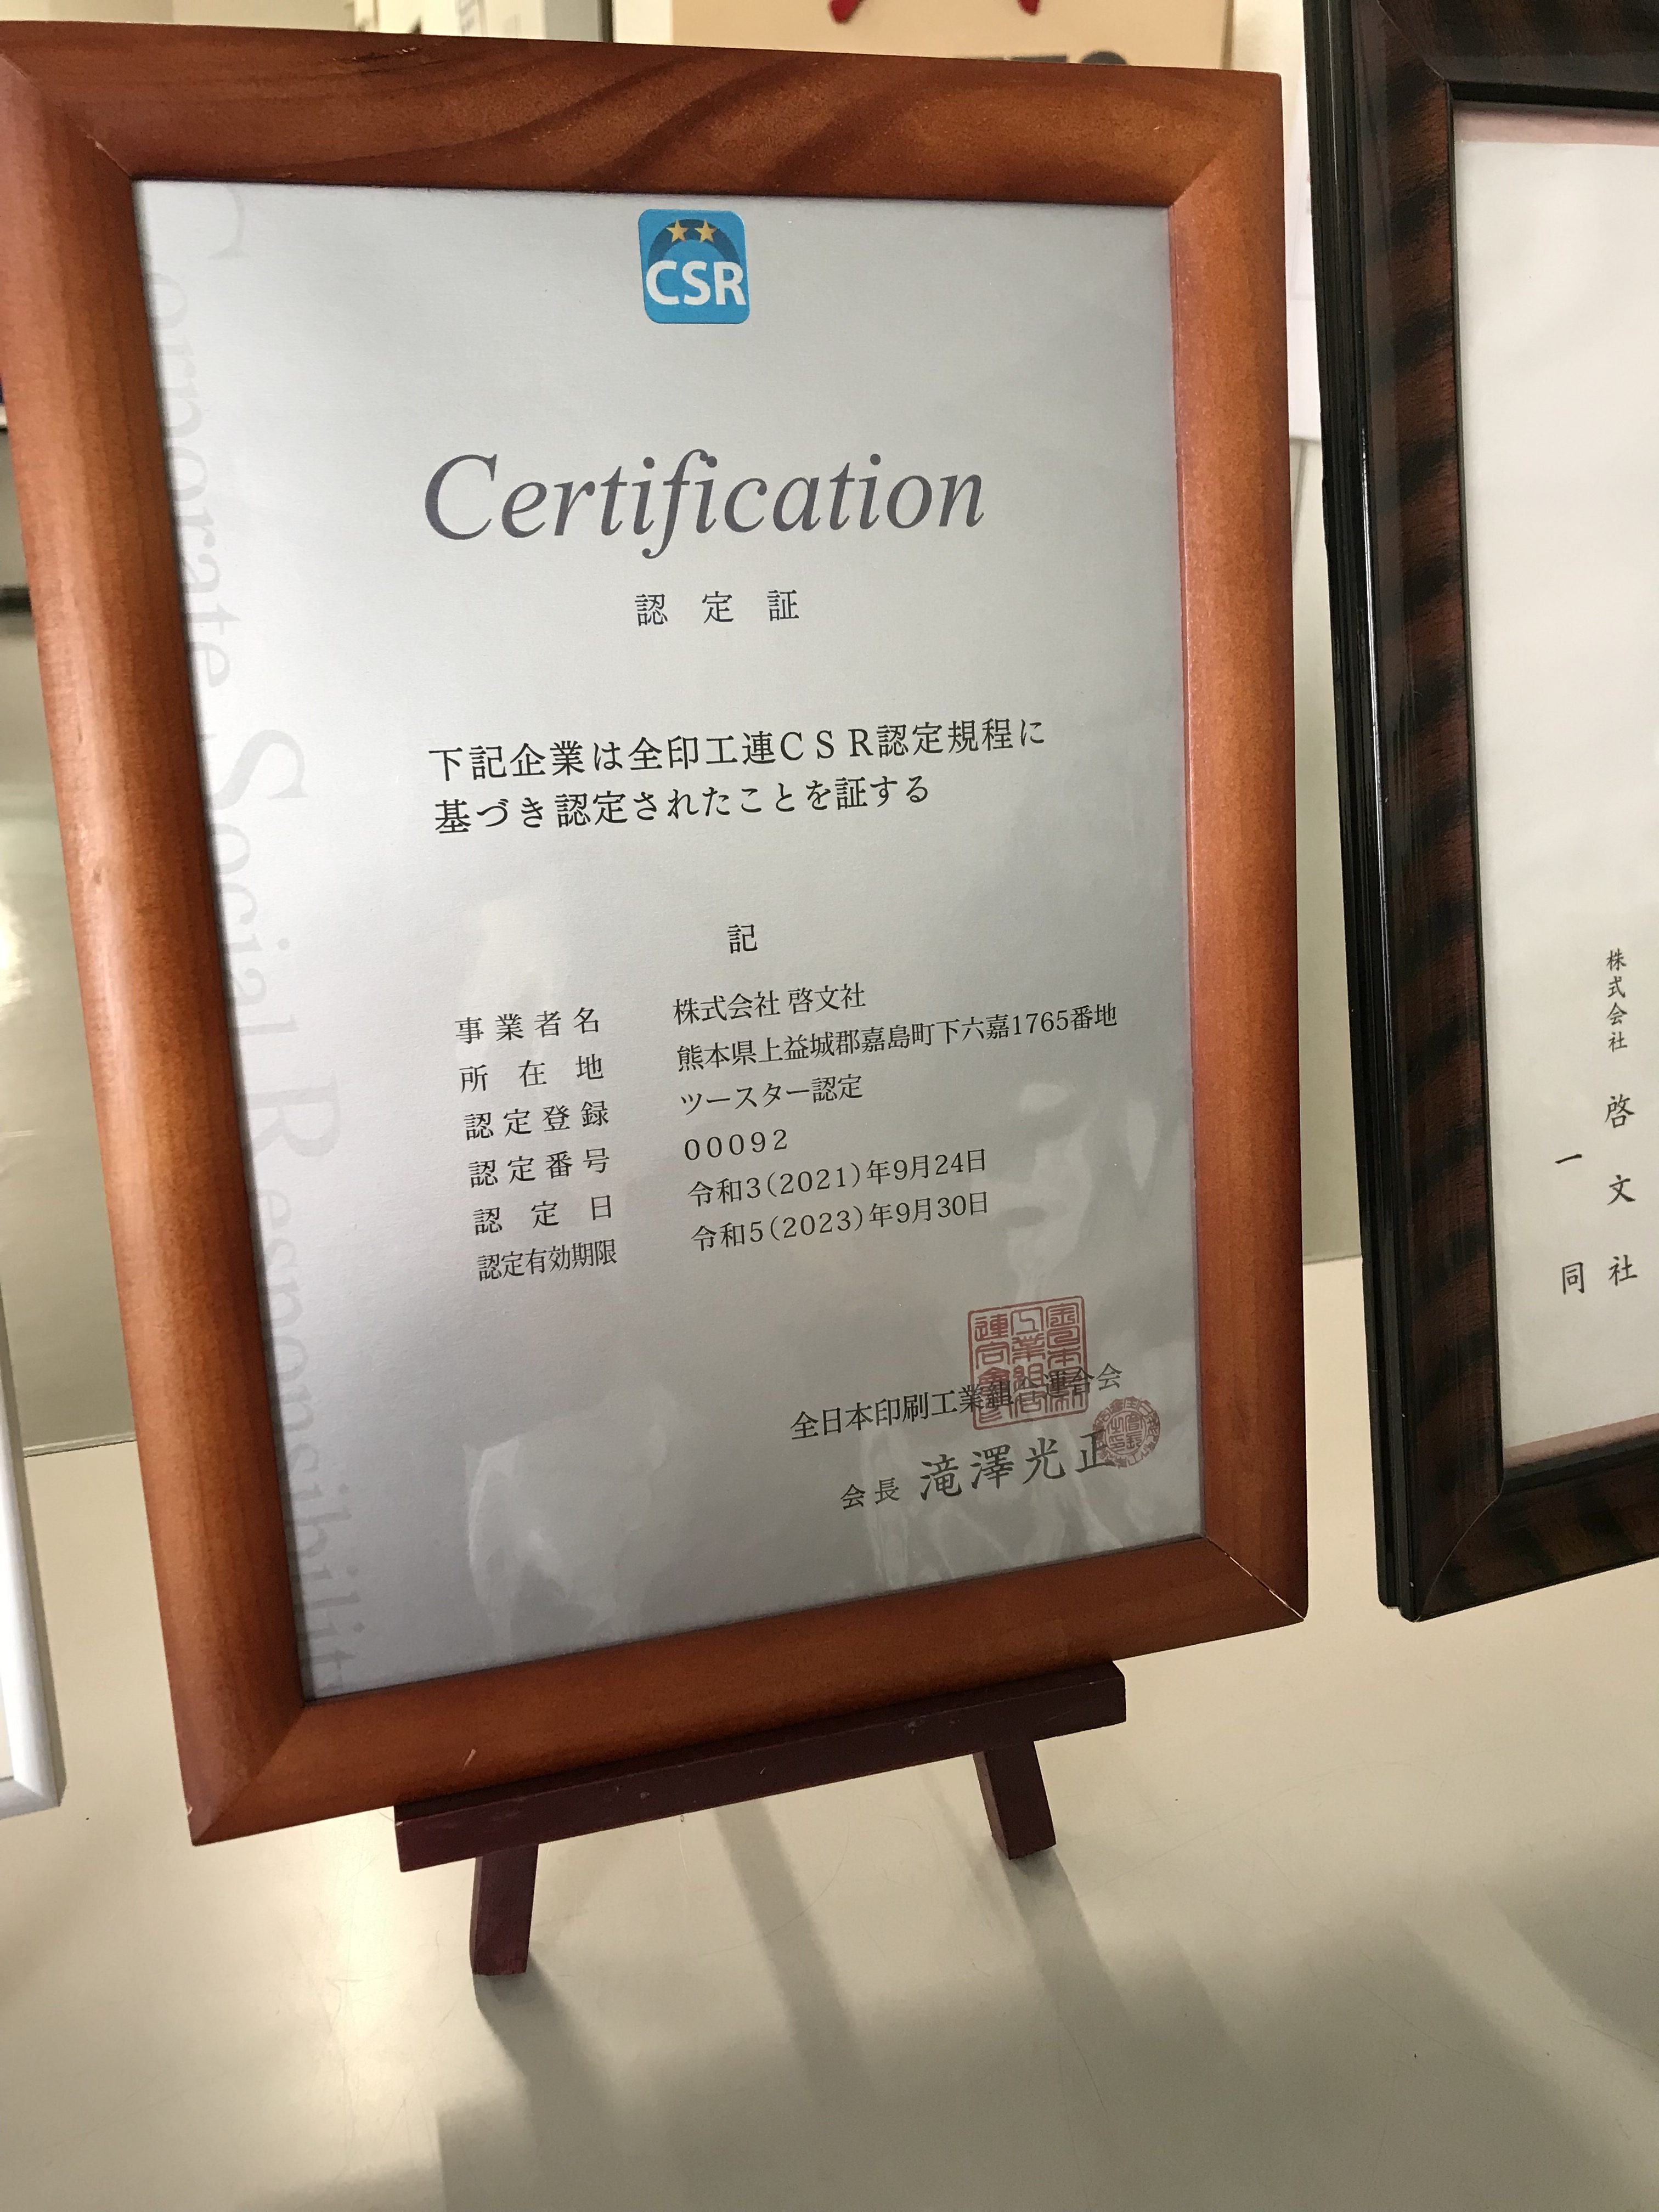 CSR
Certification
認定証
下記企業は全印工連ＣＳＲ認定規程に
基づき認定されたことを証する
記
事業者名 株式会社 啓文社
所在地 熊本県上益城郡嘉島町下六嘉1765番地
認定登録 ツースター認定
認定番号 00092
認定日 令和3(2021)年9月24日
認定有効期限 令和5(2023)年9月30日
全日本印刷工業組合連合会
会長 滝澤光正
Corporate Social Responsibility
株式会社 啓文社
一同